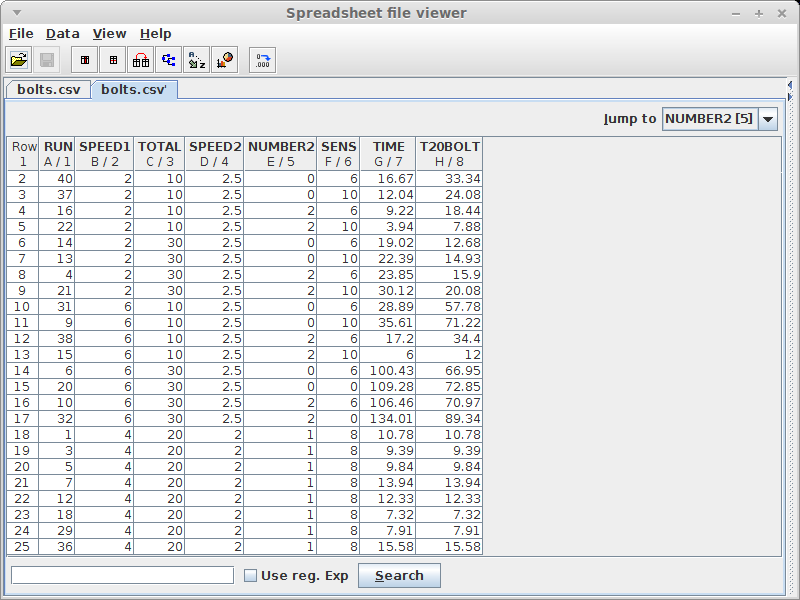 Spreadsheet file viewer
File Data View Help
bolts.csv bolts.csv'
Jump to NUMBER2 [5]
Row RUN SPEED1 TOTAL SPEED2 NUMBER2 SENS TIME T20BOLT
1 A / 1 B / 2 C / 3 D / 4 E / 5 F / 6 G / 7 H / 8
2 40 2 10 2.5 0 6 16.67 33.34
3 37 2 10 2.5 0 10 12.04 24.08
4 16 2 10 2.5 2 6 9.22 18.44
5 22 2 10 2.5 2 10 3.94 7.88
6 14 2 30 2.5 0 6 19.02 12.68
7 13 2 30 2.5 0 10 22.39 14.93
8 4 2 30 2.5 2 6 23.85 15.9
9 21 2 30 2.5 2 10 30.12 20.08
10 31 6 10 2.5 0 6 28.89 57.78
11 9 6 10 2.5 0 10 35.61 71.22
12 38 6 10 2.5 2 6 17.2 34.4
13 15 6 10 2.5 2 10 6 12
14 6 6 30 2.5 0 6 100.43 66.95
15 20 6 30 2.5 0 0 109.28 72.85
16 10 6 30 2.5 2 6 106.46 70.97
17 32 6 30 2.5 2 0 134.01 89.34
18 1 4 20 2 1 8 10.78 10.78
19 3 4 20 2 1 8 9.39 9.39
20 5 4 20 2 1 8 9.84 9.84
21 7 4 20 2 1 8 13.94 13.94
22 12 4 20 2 1 8 12.33 12.33
23 18 4 20 2 1 8 7.32 7.32
24 29 4 20 2 1 8 7.91 7.91
25 36 4 20 2 1 8 15.58 15.58
Use reg. Exp Search